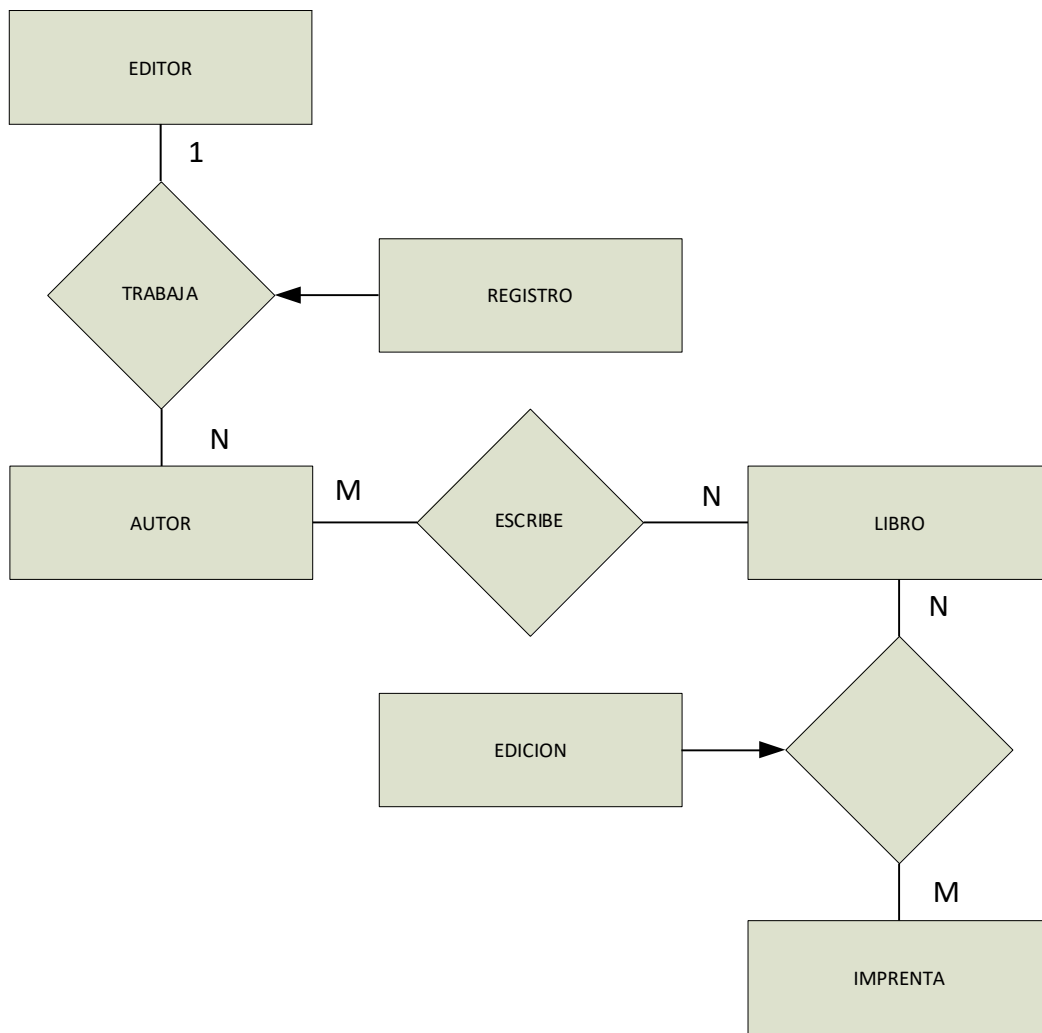 EDITOR
1
TRABAJA
REGISTRO
N
AUTOR
M
ESCRIBE
N
LIBRO
N
EDICION
M
IMPRENTA